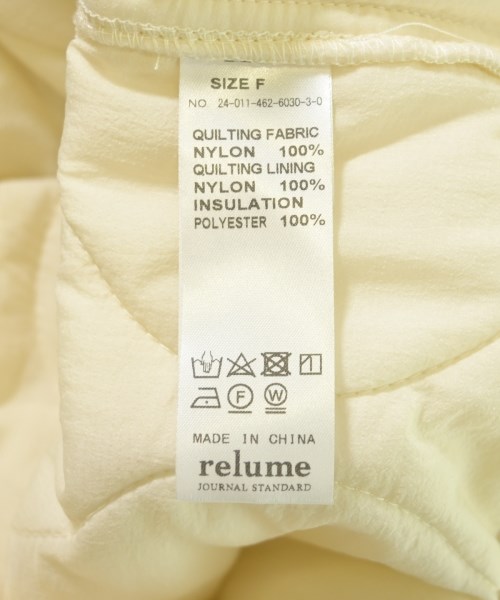 SIZE F
NO 24-011-462-6030-3-0
QUILTING FABRIC
NYLON 100%
QUILTING LINING
NYLON 100%
INSULATION
POLYESTER 100%
F W
MADE IN CHINA
relume
JOURNAL STANDARD